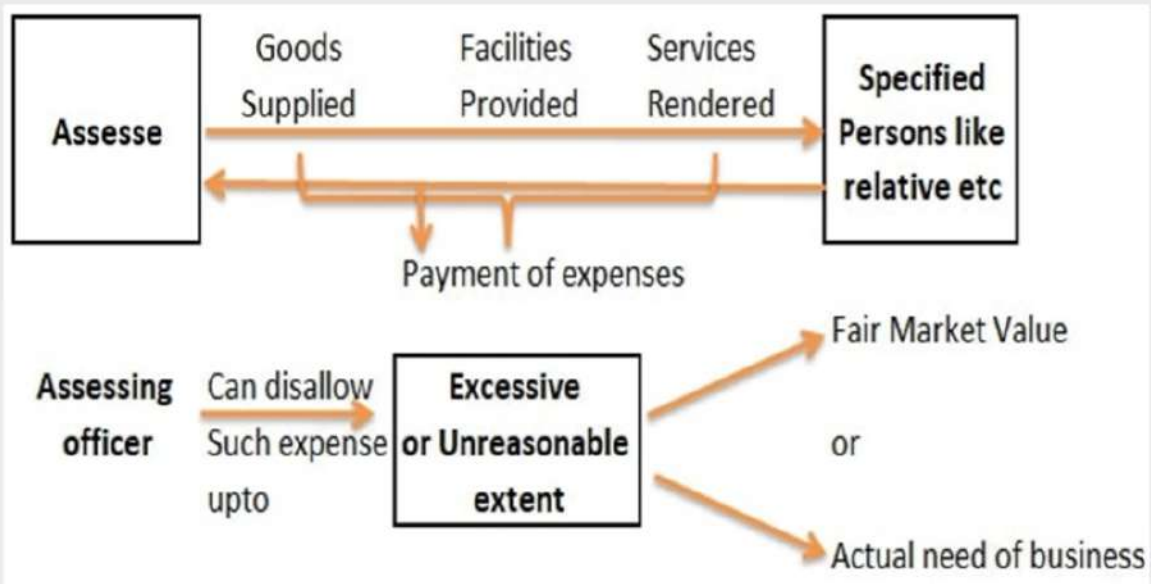 Assesse
Goods
Supplied
Facilities
Provided
Services
Rendered
Specified
Persons like
relative etc
Payment of expenses
Assessing
officer
Can disallow
Such expense
upto
Excessive
or Unreasonable
extent
Fair Market Value
or
Actual need of business